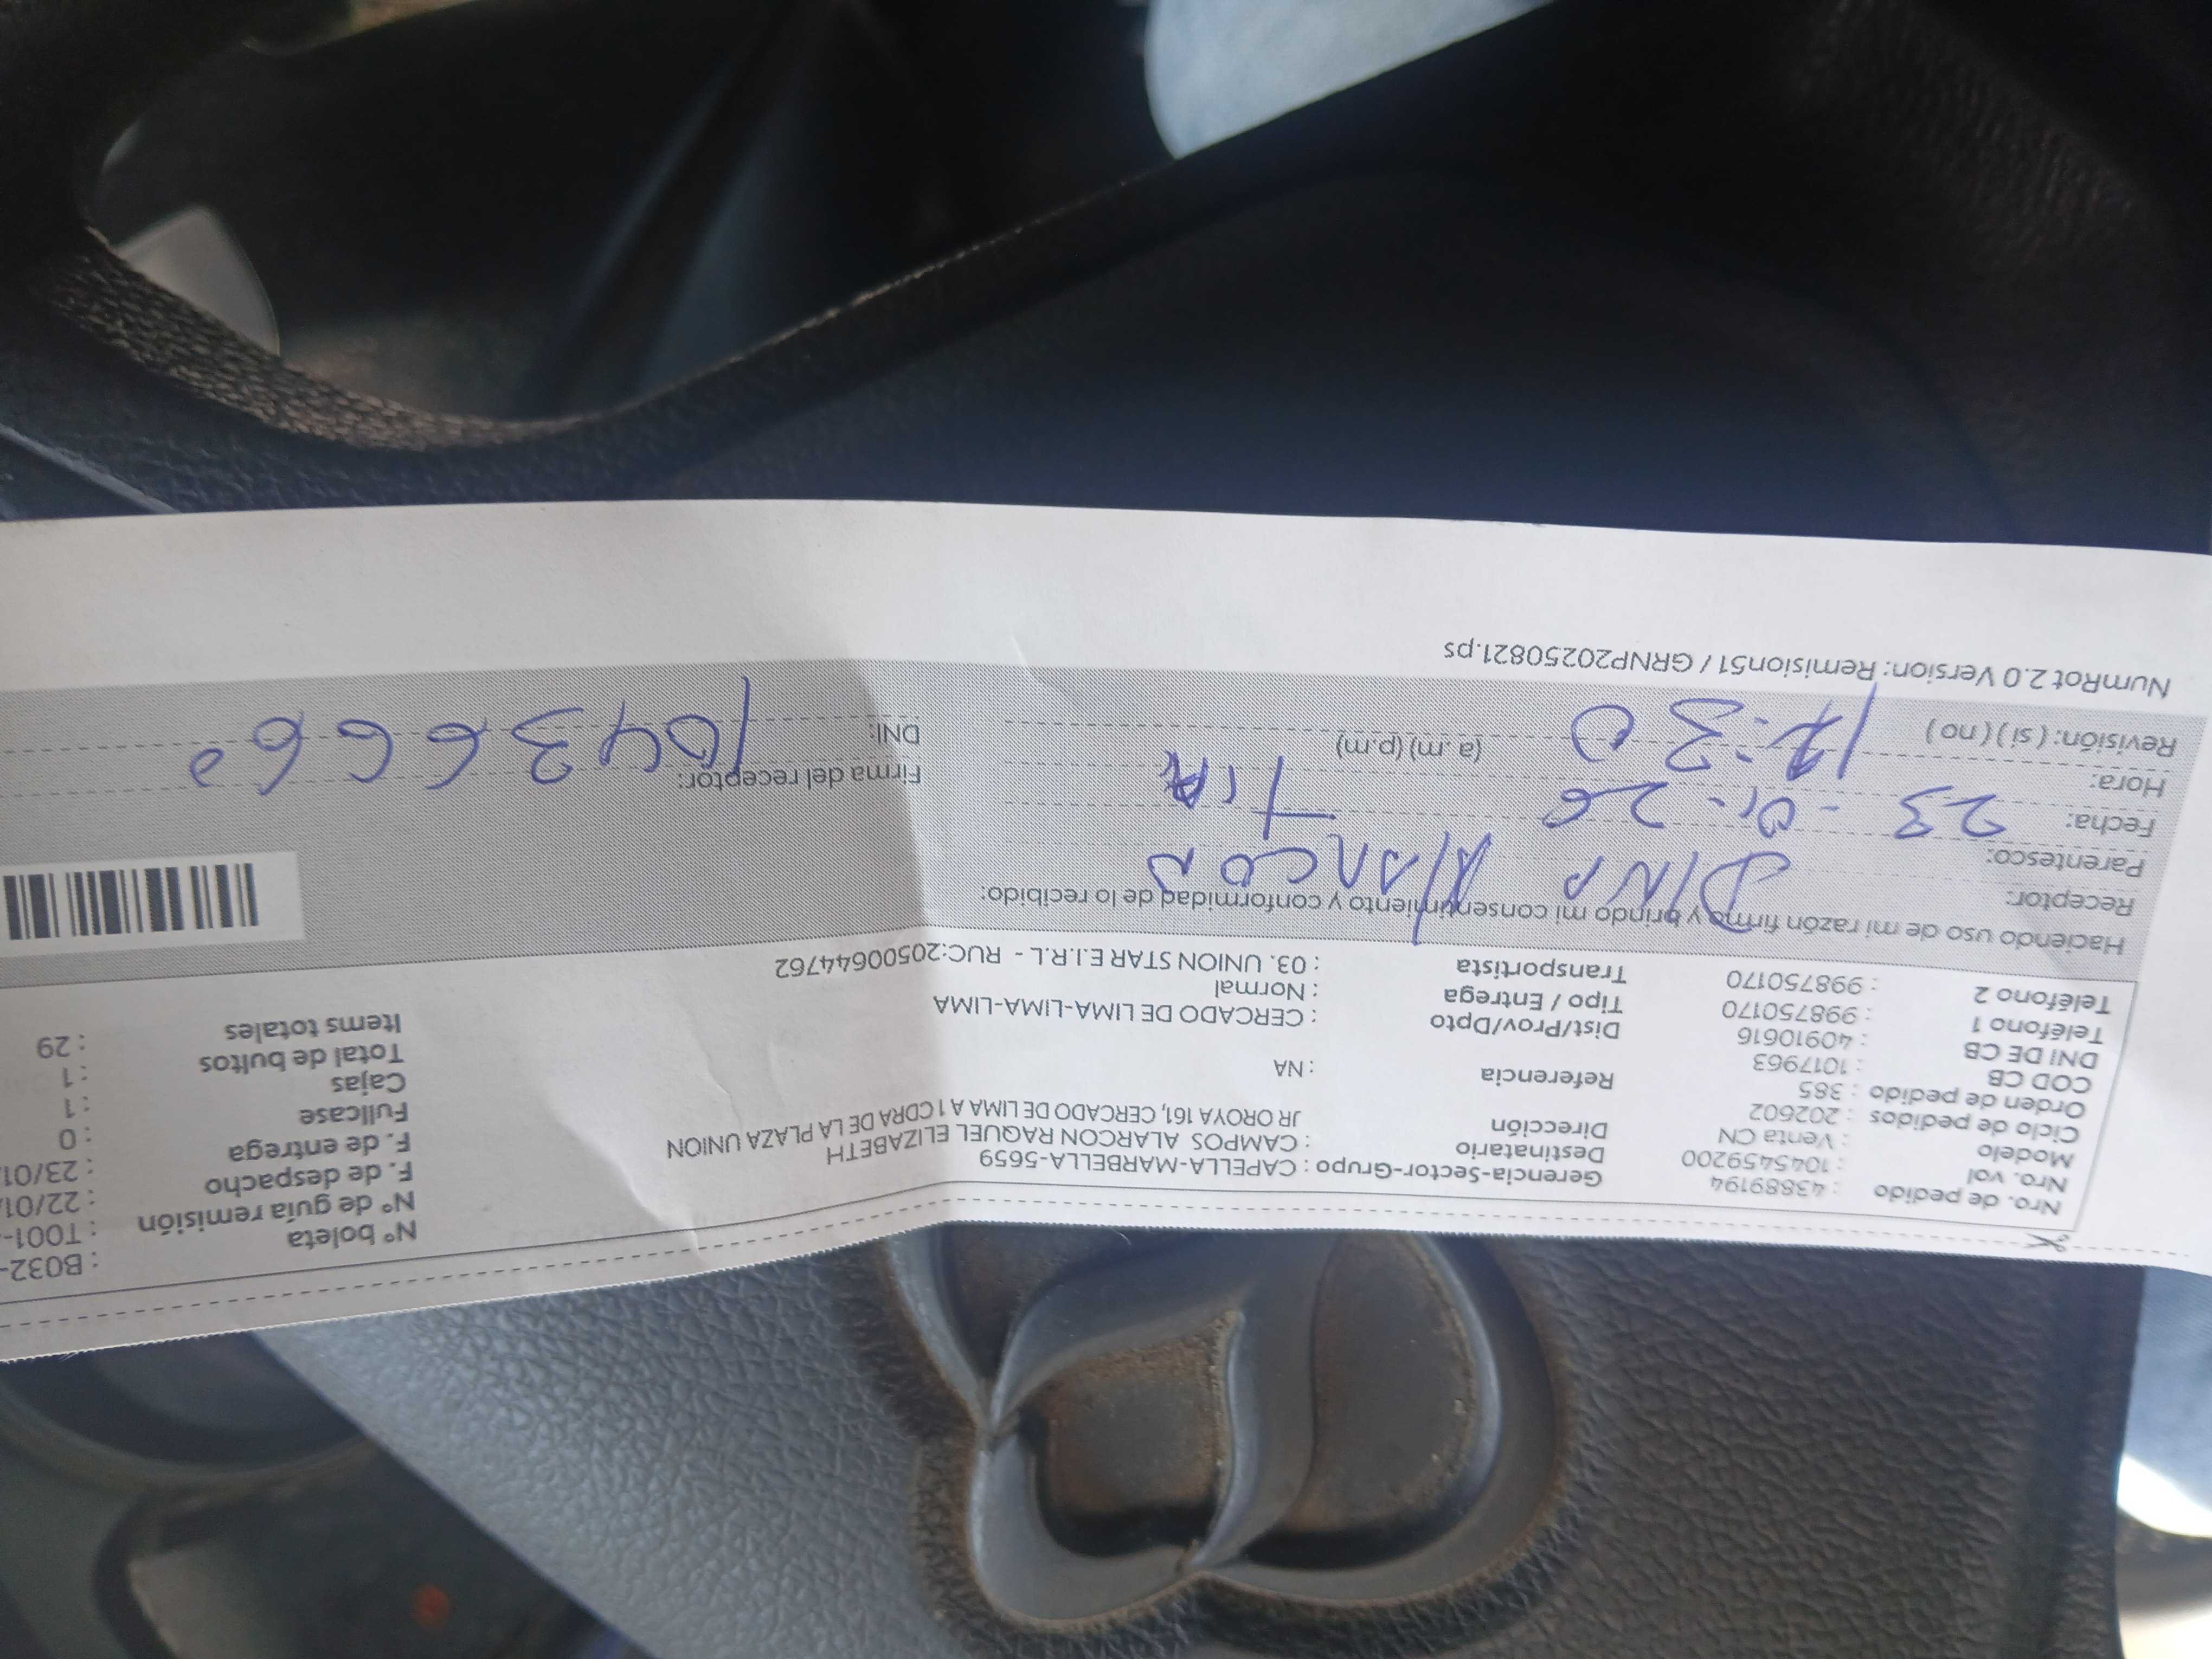 Nº boleta : B032-
Nº de guía remisión : T001-
F. de despacho : 22/01/
F. de entrega : 23/01/
Fullcase : 0
Cajas : 1
Total de bultos : 1
Items totales : 29
Nro. de pedido : 43889194
Nro. vol : 10454459200
Modelo : Venta CN
Ciclo de pedidos : 202602
Orden de pedido : 385
COD CB : 1017963
DNI DE CB : 40910616
Teléfono 1 : 998750170
Teléfono 2 : 998750170
Gerencia-Sector-Grupo : CAPELLA-MARBELLA-5659
Destinatario : CAMPOS ALARCON RAQUEL ELIZABETH
Dirección : JR OROYA 161, CERCADO DE LIMA A 1 CDRA DE LA PLAZA UNION
Referencia : NA
Dist/Prov/Dpto : CERCADO DE LIMA-LIMA-LIMA
Tipo / Entrega : Normal
Transportista : 03. UNION STAR E.I.R.L - RUC:20500644762
Haciendo uso de mi razón firmo y brindo mi consentimiento y conformidad de lo recibido:
Receptor:
Parentesco: TIA
Fecha: 23-01-26
Hora: (a. m) (p.m)
Revisión: (si) (no)
Firma del receptor:
DNI:
NumRot 2.0 Version: Remision51 / GRNP20250821.ps